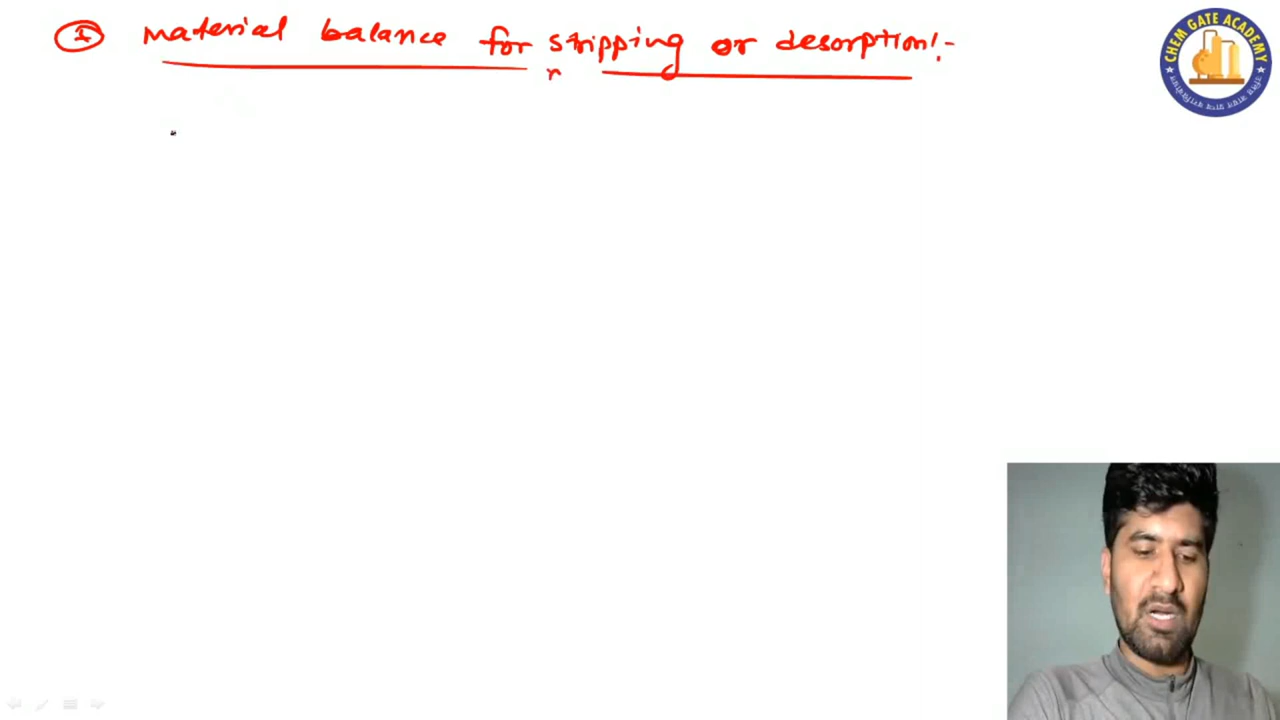 ① material balance for stripping or desorption!-
CHEM GATE ACADEMY